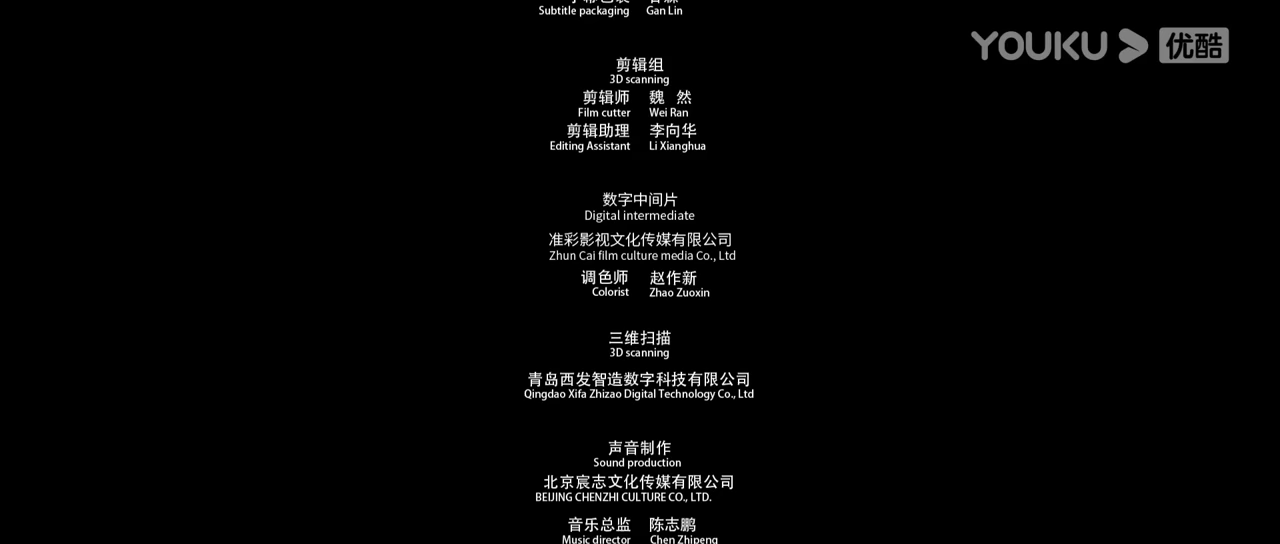 Subtitle packaging Gan Lin
YOUKU 优酷
剪辑组
3D scanning
剪辑师 魏 然
Film cutter Wei Ran
剪辑助理 李向华
Editing Assistant Li Xianghua
数字中间片
Digital intermediate
准彩影视文化传媒有限公司
Zhun Cai film culture media Co., Ltd
调色师 赵作新
Colorist Zhao Zuoxin
三维扫描
3D scanning
青岛西发智造数字科技有限公司
Qingdao Xifa Zhizao Digital Technology Co., Ltd
声音制作
Sound production
北京宸志文化传媒有限公司
BEIJING CHENZHI CULTURE CO., LTD.
音乐总监 陈志鹏
Music director Chen Zhipeng